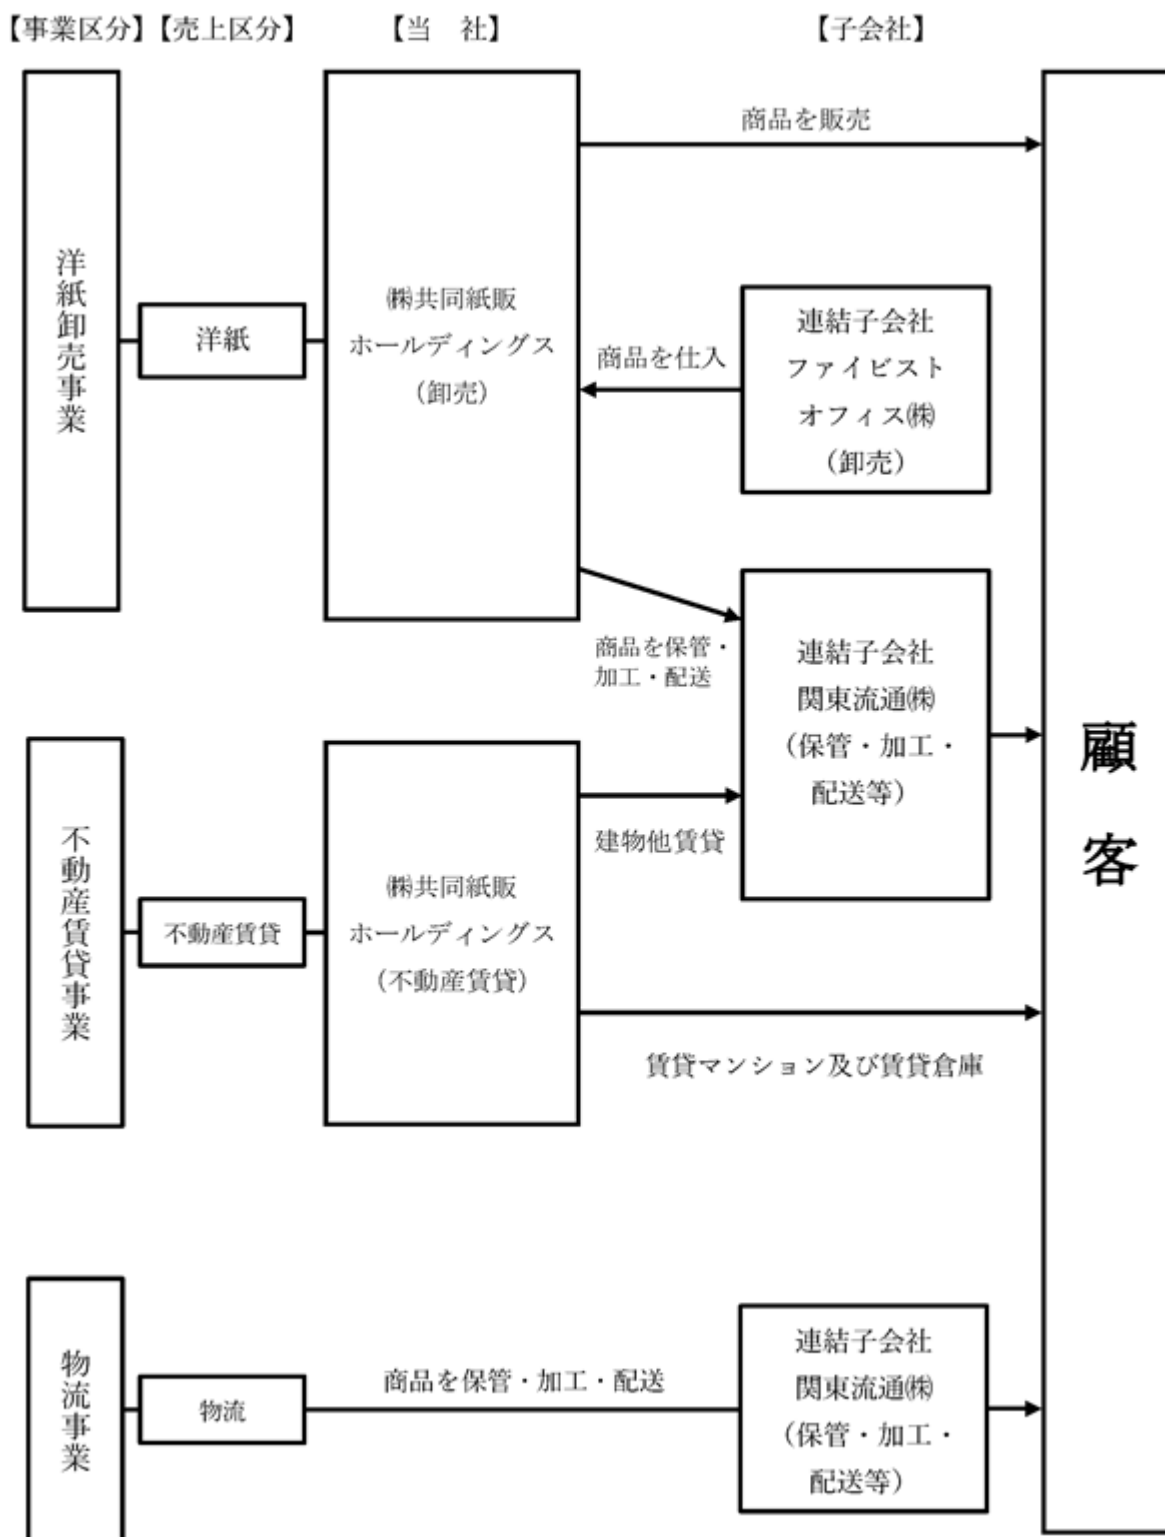 【事業区分】【売上区分】 【当 社】 【子会社】
商品を販売
洋紙卸売事業
洋紙
㈱共同紙販
ホールディングス
(卸売)
商品を仕入
連結子会社
ファイビスト
オフィス㈱
(卸売)
商品を保管・
加工・配送
連結子会社
関東流通㈱
(保管・加工・
配送等)
顧客
不動産賃貸事業
不動産賃貸
㈱共同紙販
ホールディングス
(不動産賃貸)
建物他賃貸
賃貸マンション及び賃貸倉庫
物流事業
物流
商品を保管・加工・配送
連結子会社
関東流通㈱
(保管・加工・
配送等)